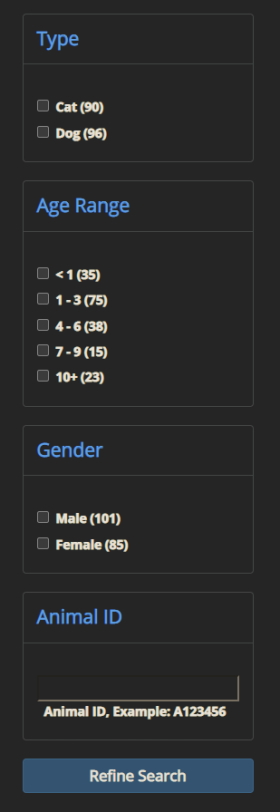 Type
Cat (90)
Dog (96)
Age Range
< 1 (35)
1 - 3 (75)
4 - 6 (38)
7 - 9 (15)
10+ (23)
Gender
Male (101)
Female (85)
Animal ID
Animal ID, Example: A123456
Refine Search